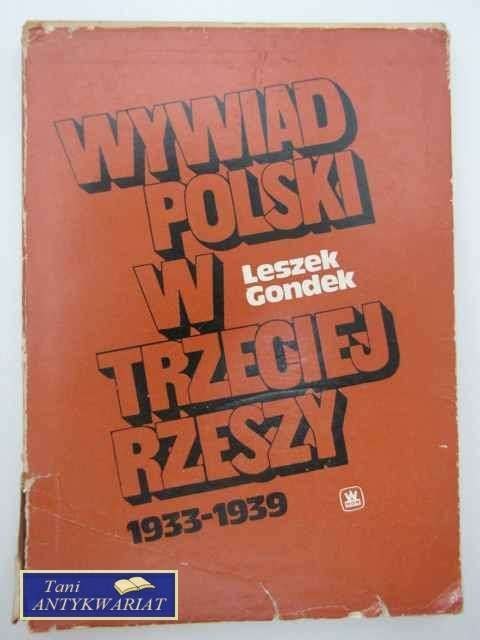 WYWIAD
POLSKI
W
Leszek
Gondek
TRZECIEJ
RZESZY
1933-1939
W
Tani
ANTYKWARIAT